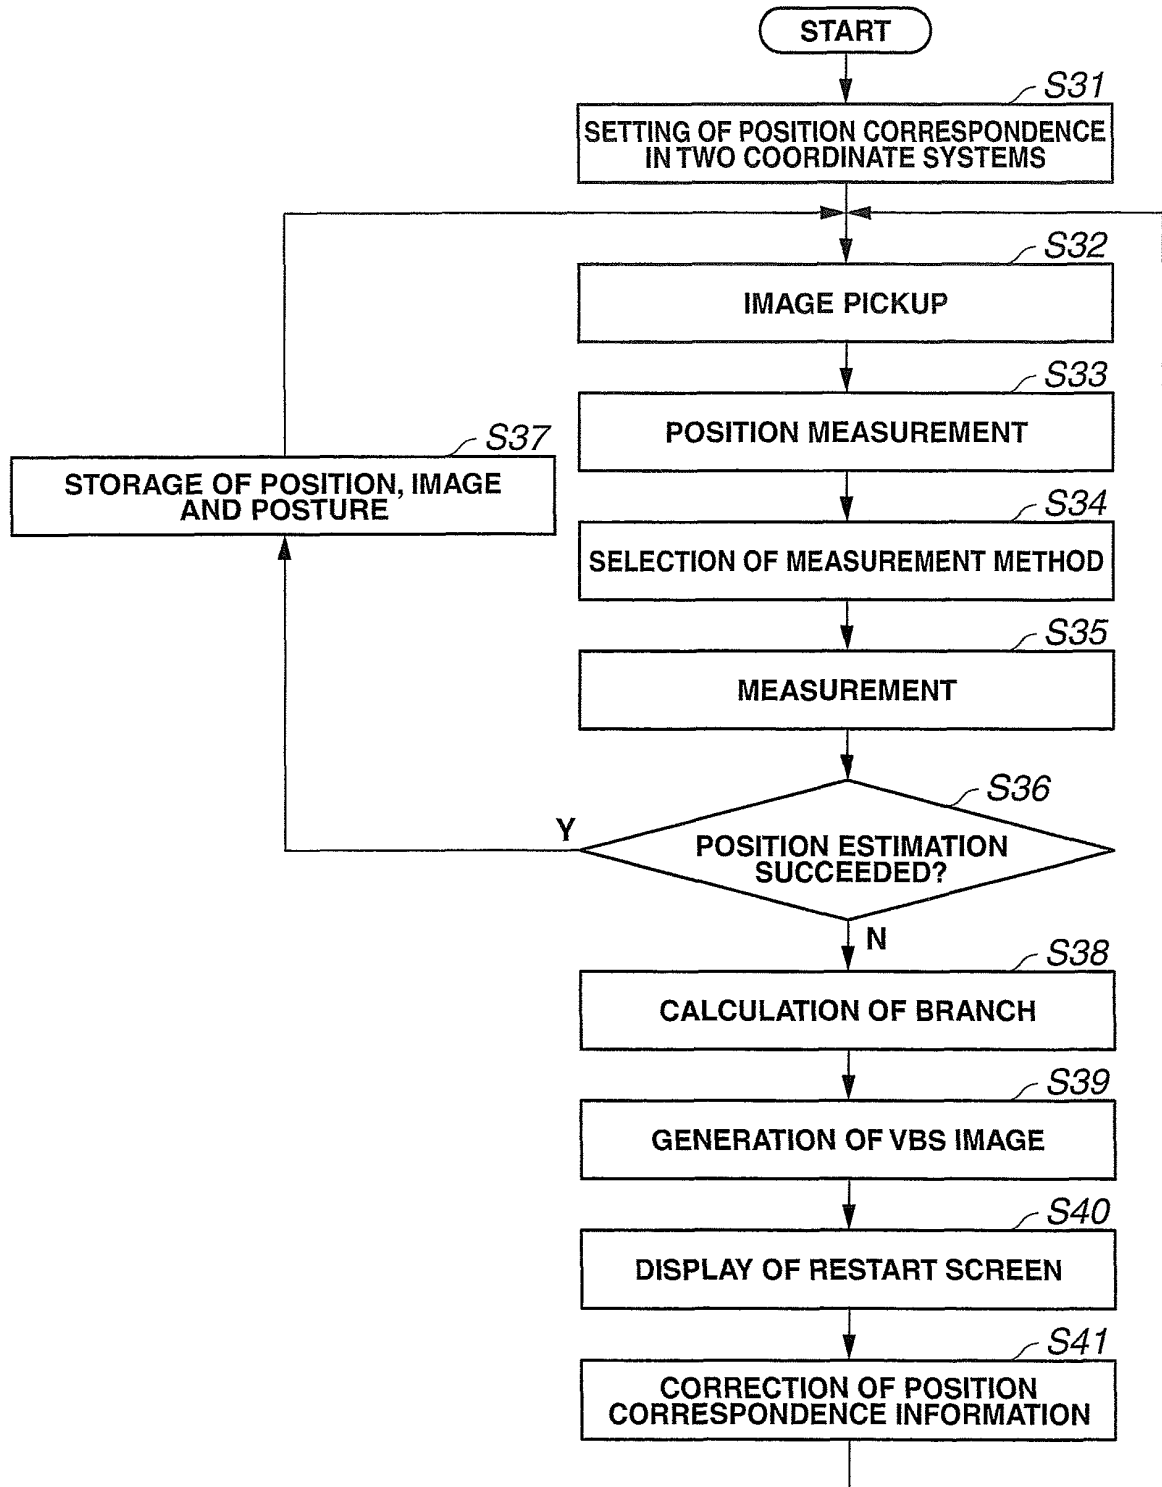 START
S31
SETTING OF POSITION CORRESPONDENCE
IN TWO COORDINATE SYSTEMS
S32
IMAGE PICKUP
S33
POSITION MEASUREMENT
S37
STORAGE OF POSITION, IMAGE
AND POSTURE
S34
SELECTION OF MEASUREMENT METHOD
S35
MEASUREMENT
S36
Y
POSITION ESTIMATION
SUCCEEDED?
N
S38
CALCULATION OF BRANCH
S39
GENERATION OF VBS IMAGE
S40
DISPLAY OF RESTART SCREEN
S41
CORRECTION OF POSITION
CORRESPONDENCE INFORMATION